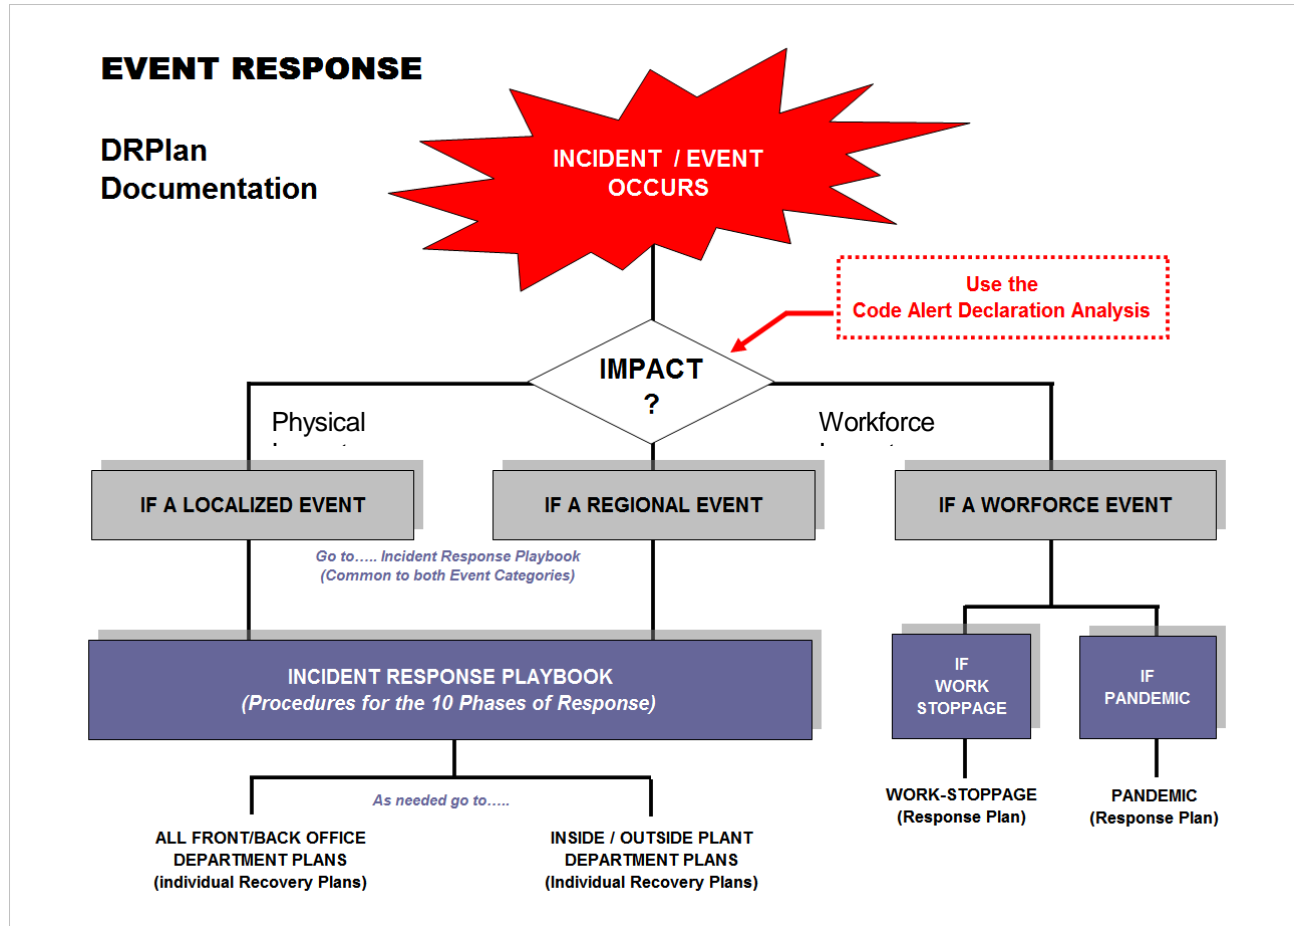 EVENT RESPONSE
DRPlan
Documentation
INCIDENT / EVENT
OCCURS
Use the
Code Alert Declaration Analysis
IMPACT
?
Physical
Workforce
IF A LOCALIZED EVENT
IF A REGIONAL EVENT
IF A WORFORCE EVENT
Go to..... Incident Response Playbook
(Common to both Event Categories)
INCIDENT RESPONSE PLAYBOOK
(Procedures for the 10 Phases of Response)
IF
WORK
STOPPAGE
IF
PANDEMIC
As needed go to.....
ALL FRONT/BACK OFFICE
DEPARTMENT PLANS
(individual Recovery Plans)
INSIDE / OUTSIDE PLANT
DEPARTMENT PLANS
(Individual Recovery Plans)
WORK-STOPPAGE
(Response Plan)
PANDEMIC
(Response Plan)